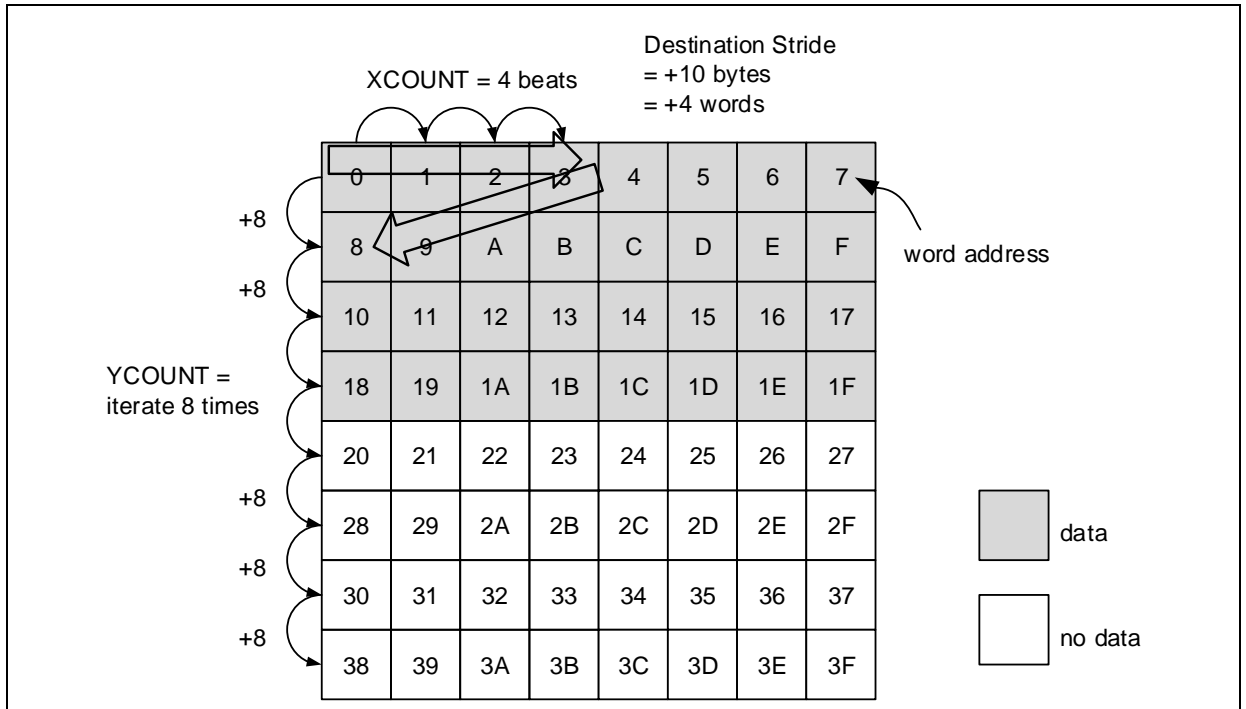 Destination Stride
= +10 bytes
= +4 words
XCOUNT = 4 beats
0 1 2 3 4 5 6 7
+8
8 9 A B C D E F
word address
+8
10 11 12 13 14 15 16 17
YCOUNT =
iterate 8 times
18 19 1A 1B 1C 1D 1E 1F
20 21 22 23 24 25 26 27
+8
28 29 2A 2B 2C 2D 2E 2F
data
+8
30 31 32 33 34 35 36 37
+8
no data
38 39 3A 3B 3C 3D 3E 3F